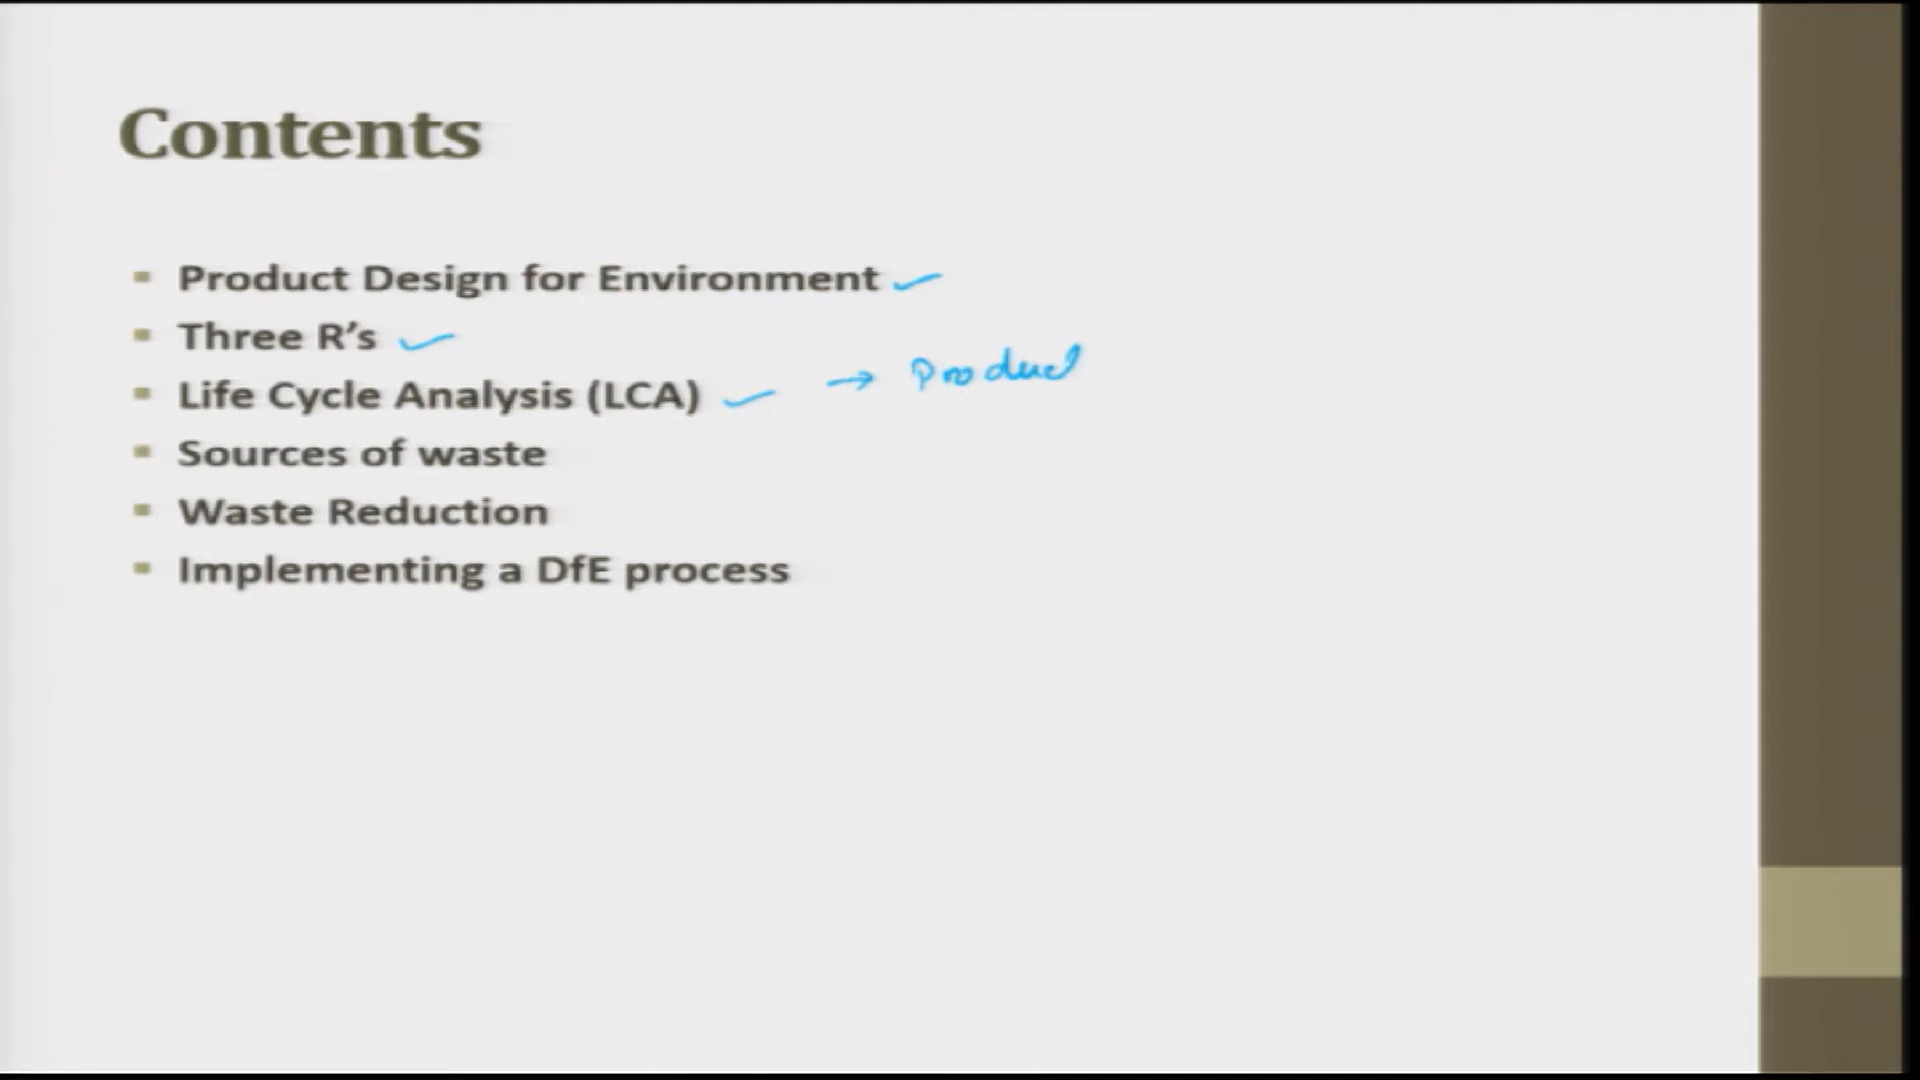 Contents
Product Design for Environment
Three R's
Life Cycle Analysis (LCA) → Product
Sources of waste
Waste Reduction
Implementing a DfE process